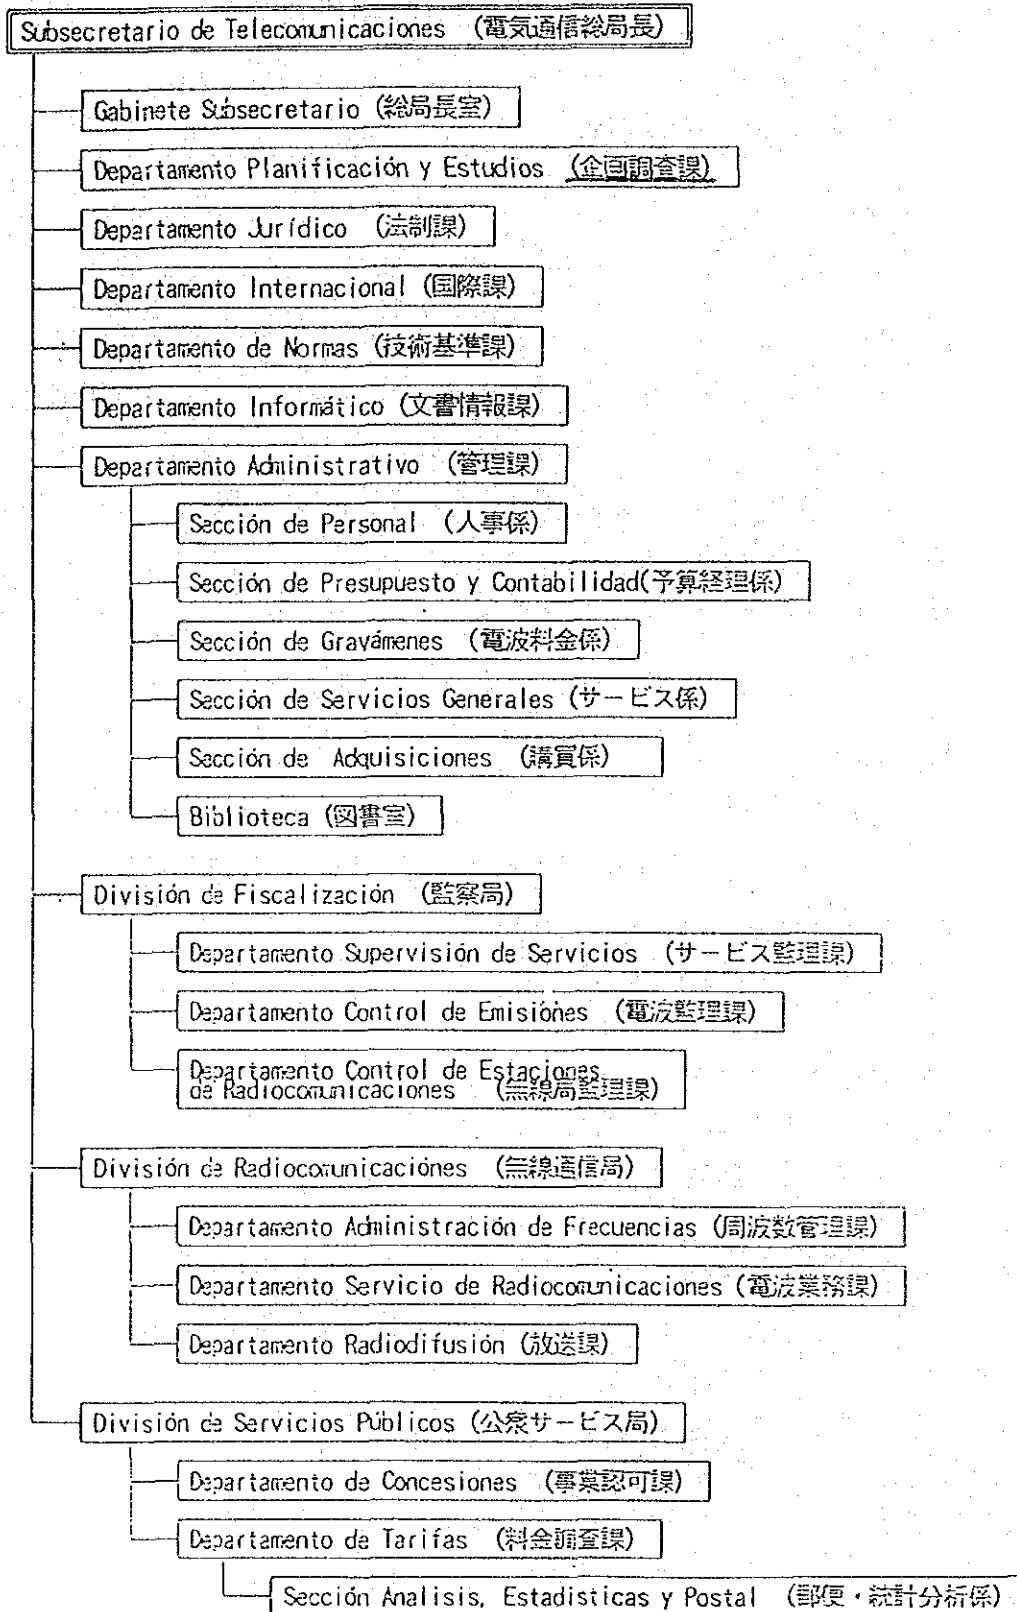 Subsecretario de Telecomunicaciones (電気通信総局長)
Gabinete Subsecretario (総局長室)
Departamento Planificación y Estudios (企画調査課)
Departamento Jurídico (法制課)
Departamento Internacional (国際課)
Departamento de Normas (技術基準課)
Departamento Informático (文書情報課)
Departamento Administrativo (管理課)
Sección de Personal (人事係)
Sección de Presupuesto y Contabilidad(予算経理係)
Sección de Gravámenes (電波料金係)
Sección de Servicios Generales (サービス係)
Sección de Adquisiciones (購買係)
Biblioteca (図書室)
División de Fiscalización (監察局)
Departamento Supervisión de Servicios (サービス監理課)
Departamento Control de Emisiónes (電波監理課)
Departamento Control de Estaciones
de Radiocomunicaciones (無線局監理課)
División de Radiocomunicaciónes (無線通信局)
Departamento Administración de Frecuencias (周波数管理課)
Departamento Servicio de Radiocomunicaciones (電波業務課)
Departamento Radiodifusión (放送課)
División de Servicios Públicos (公衆サービス局)
Departamento de Concesiones (事業認可課)
Departamento de Tarifas (料金調査課)
Sección Analisis, Estadisticas y Postal (郵便・統計分析係)